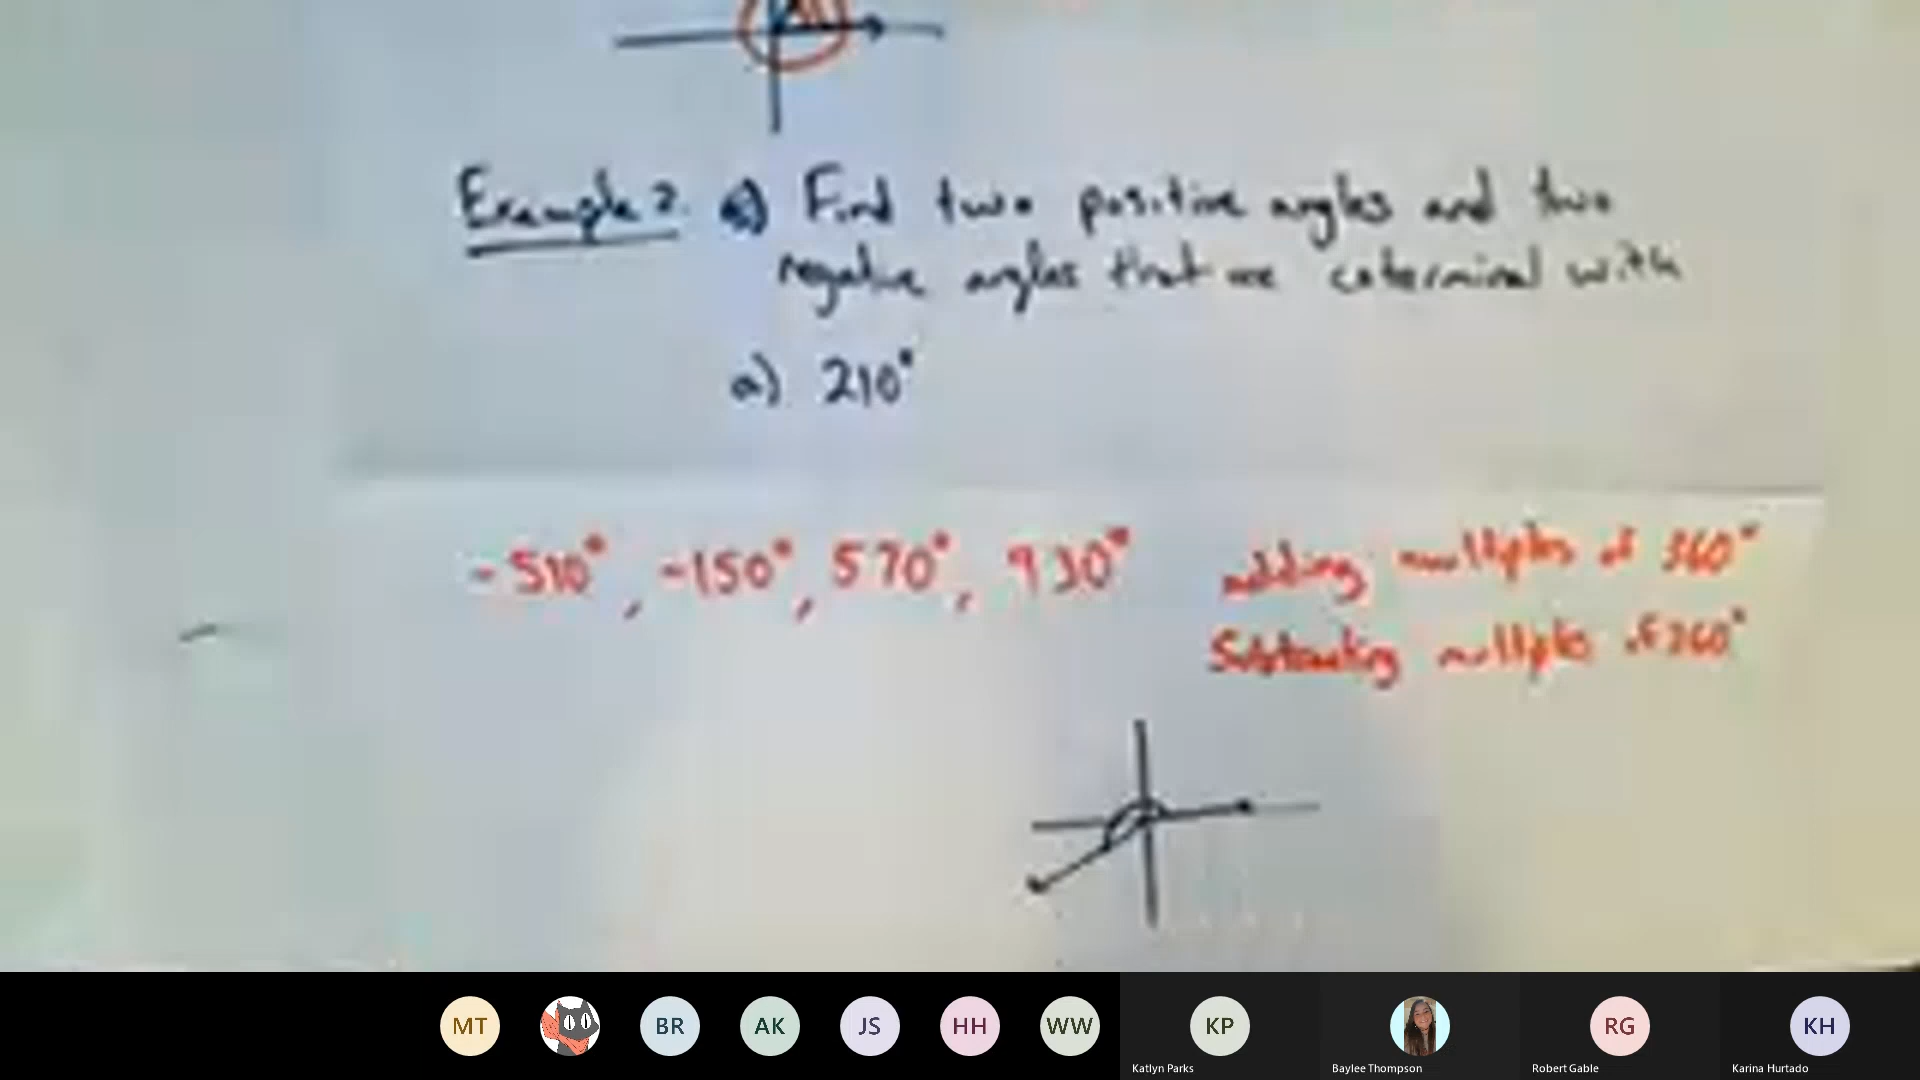 Example 2. a) Find two positive angles and two
negative angles that are coterminal with
a) 210°
-510°, -150°, 570°, 930°
adding multiples of 360°
Subtracting multiples of 360°
MT BR AK JS HH WW KP RG KH
Katlyn Parks Baylee Thompson Robert Gable Karina Hurtado